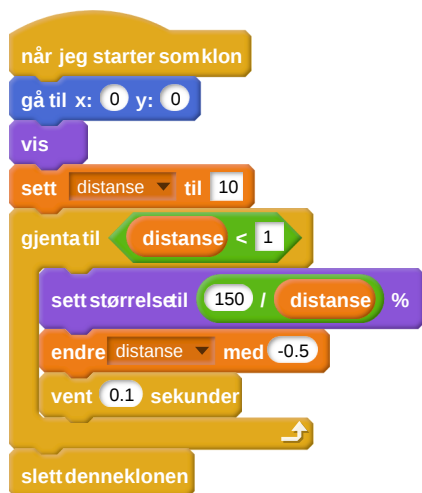 når jeg starter som klon
gå til x: 0 y: 0
vis
sett distanse til 10
gjenta til distanse < 1
sett størrelse til 150 / distanse %
endre distanse med -0.5
vent 0.1 sekunder
slett denne klonen